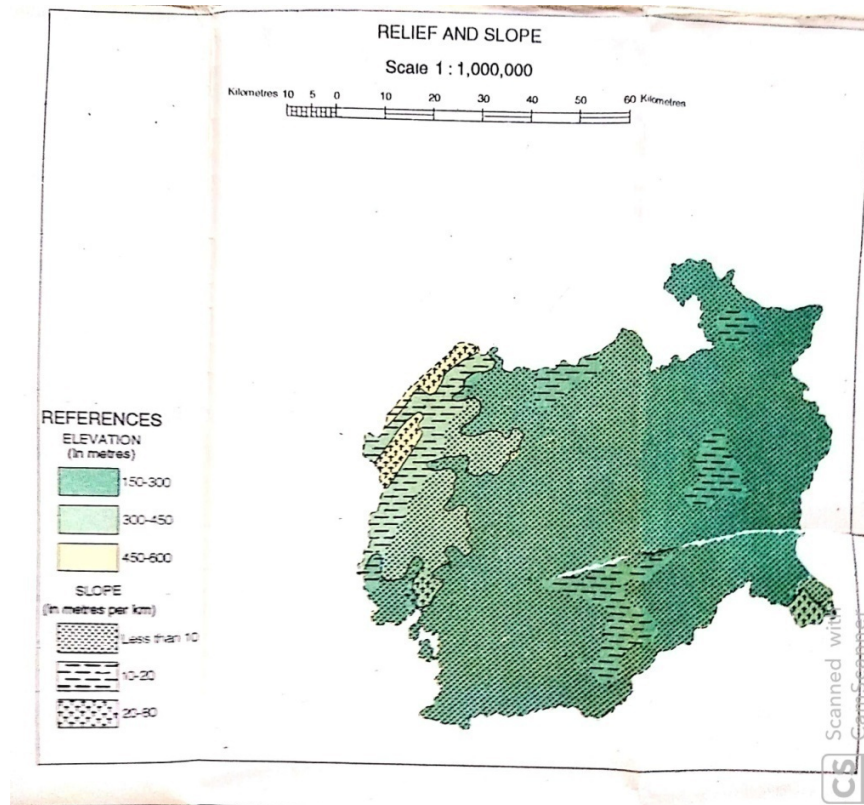 RELIEF AND SLOPE
Scale 1 : 1,000,000
Kilometres 10 5 0 10 20 30 40 50 60 Kilometres
REFERENCES
ELEVATION
(In metres)
150-300
300-450
450-600
SLOPE
(in metres per km)
Less than 10
10-20
20-80
Scanned with
CamScanner
CS